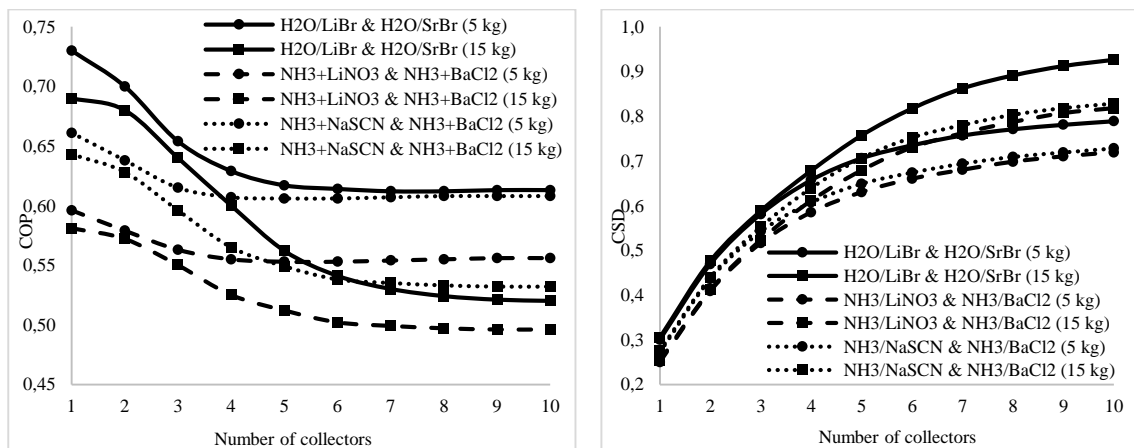 0,75
0,70
0,65
0,60
0,55
0,50
0,45
COP
H2O/LiBr & H2O/SrBr (5 kg)
H2O/LiBr & H2O/SrBr (15 kg)
NH3+LiNO3 & NH3+BaCl2 (5 kg)
NH3+LiNO3 & NH3+BaCl2 (15 kg)
NH3+NaSCN & NH3+BaCl2 (5 kg)
NH3+NaSCN & NH3+BaCl2 (15 kg)
1 2 3 4 5 6 7 8 9 10
Number of collectors
1,0
0,9
0,8
0,7
0,6
0,5
0,4
0,3
0,2
CSD
H2O/LiBr & H2O/SrBr (5 kg)
H2O/LiBr & H2O/SrBr (15 kg)
NH3/LiNO3 & NH3/BaCl2 (5 kg)
NH3/LiNO3 & NH3/BaCl2 (15 kg)
NH3/NaSCN & NH3/BaCl2 (5 kg)
NH3/NaSCN & NH3/BaCl2 (15 kg)
1 2 3 4 5 6 7 8 9 10
Number of collectors